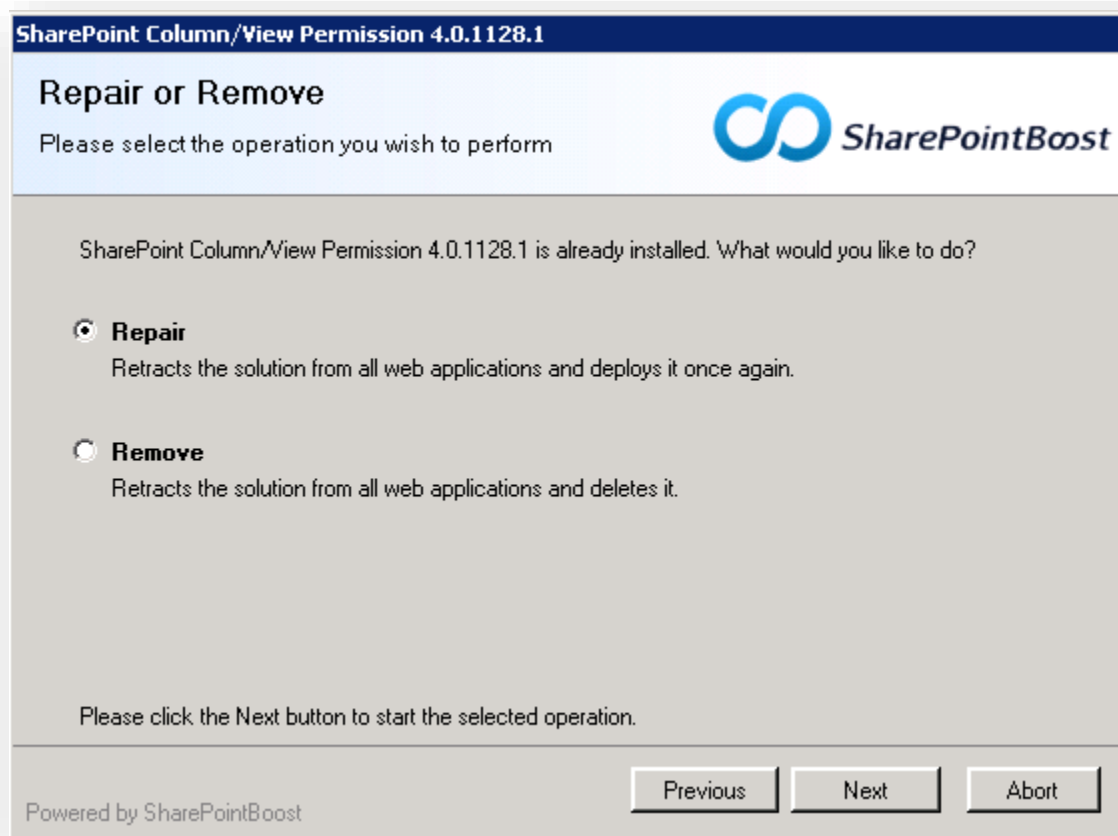 SharePoint Column/View Permission 4.0.1128.1
Repair or Remove
Please select the operation you wish to perform
SharePointBoost
SharePoint Column/View Permission 4.0.1128.1 is already installed. What would you like to do?
Repair
Retracts the solution from all web applications and deploys it once again.
Remove
Retracts the solution from all web applications and deletes it.
Please click the Next button to start the selected operation.
Previous Next Abort
Powered by SharePointBoost